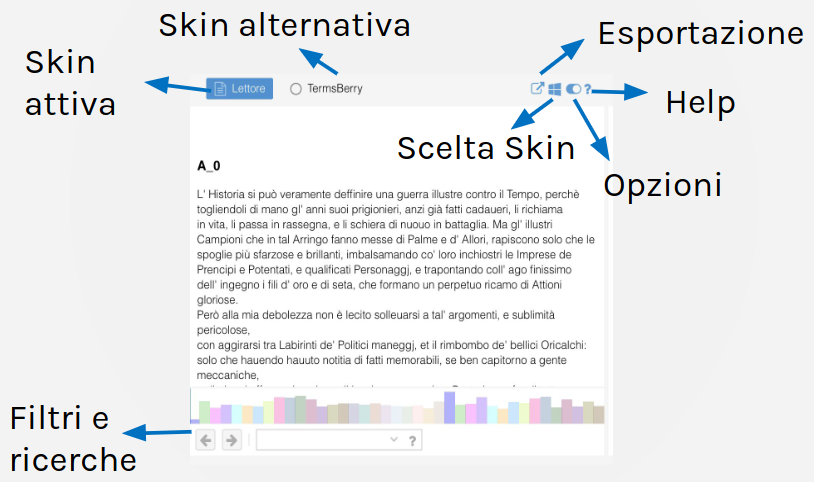 Skin alternativa
Esportazione
Skin
attiva
Lettore
TermsBerry
?
Help
Scelta Skin
Opzioni
A_0
L' Historia si può veramente deffinire una guerra illustre contro il Tempo, perchè
togliendoli di mano gl' anni suoi prigionieri, anzi già fatti cadaueri, li richiama
in vita, li passa in rassegna, e li schiera di nuouo in battaglia. Ma gl' illustri
Campioni che in tal Arringo fanno messe di Palme e d' Allori, rapiscono solo che le
spoglie più sfarzose e brillanti, imbalsamando co' loro inchiostri le Imprese de
Prencipi e Potentati, e qualificati Personaggj, e trapontando coll' ago finissimo
dell' ingegno i fili d' oro e di seta, che formano un perpetuo ricamo di Attioni
gloriose.
Però alla mia debolezza non è lecito solleuarsi a tal' argomenti, e sublimità
pericolose,
con aggirarsi tra Labirinti de' Politici maneggj, et il rimbombo de' bellici Oricalchi:
solo che hauendo hauuto notitia di fatti memorabili, se ben capitorno a gente
meccaniche,
Filtri e
ricerche
?